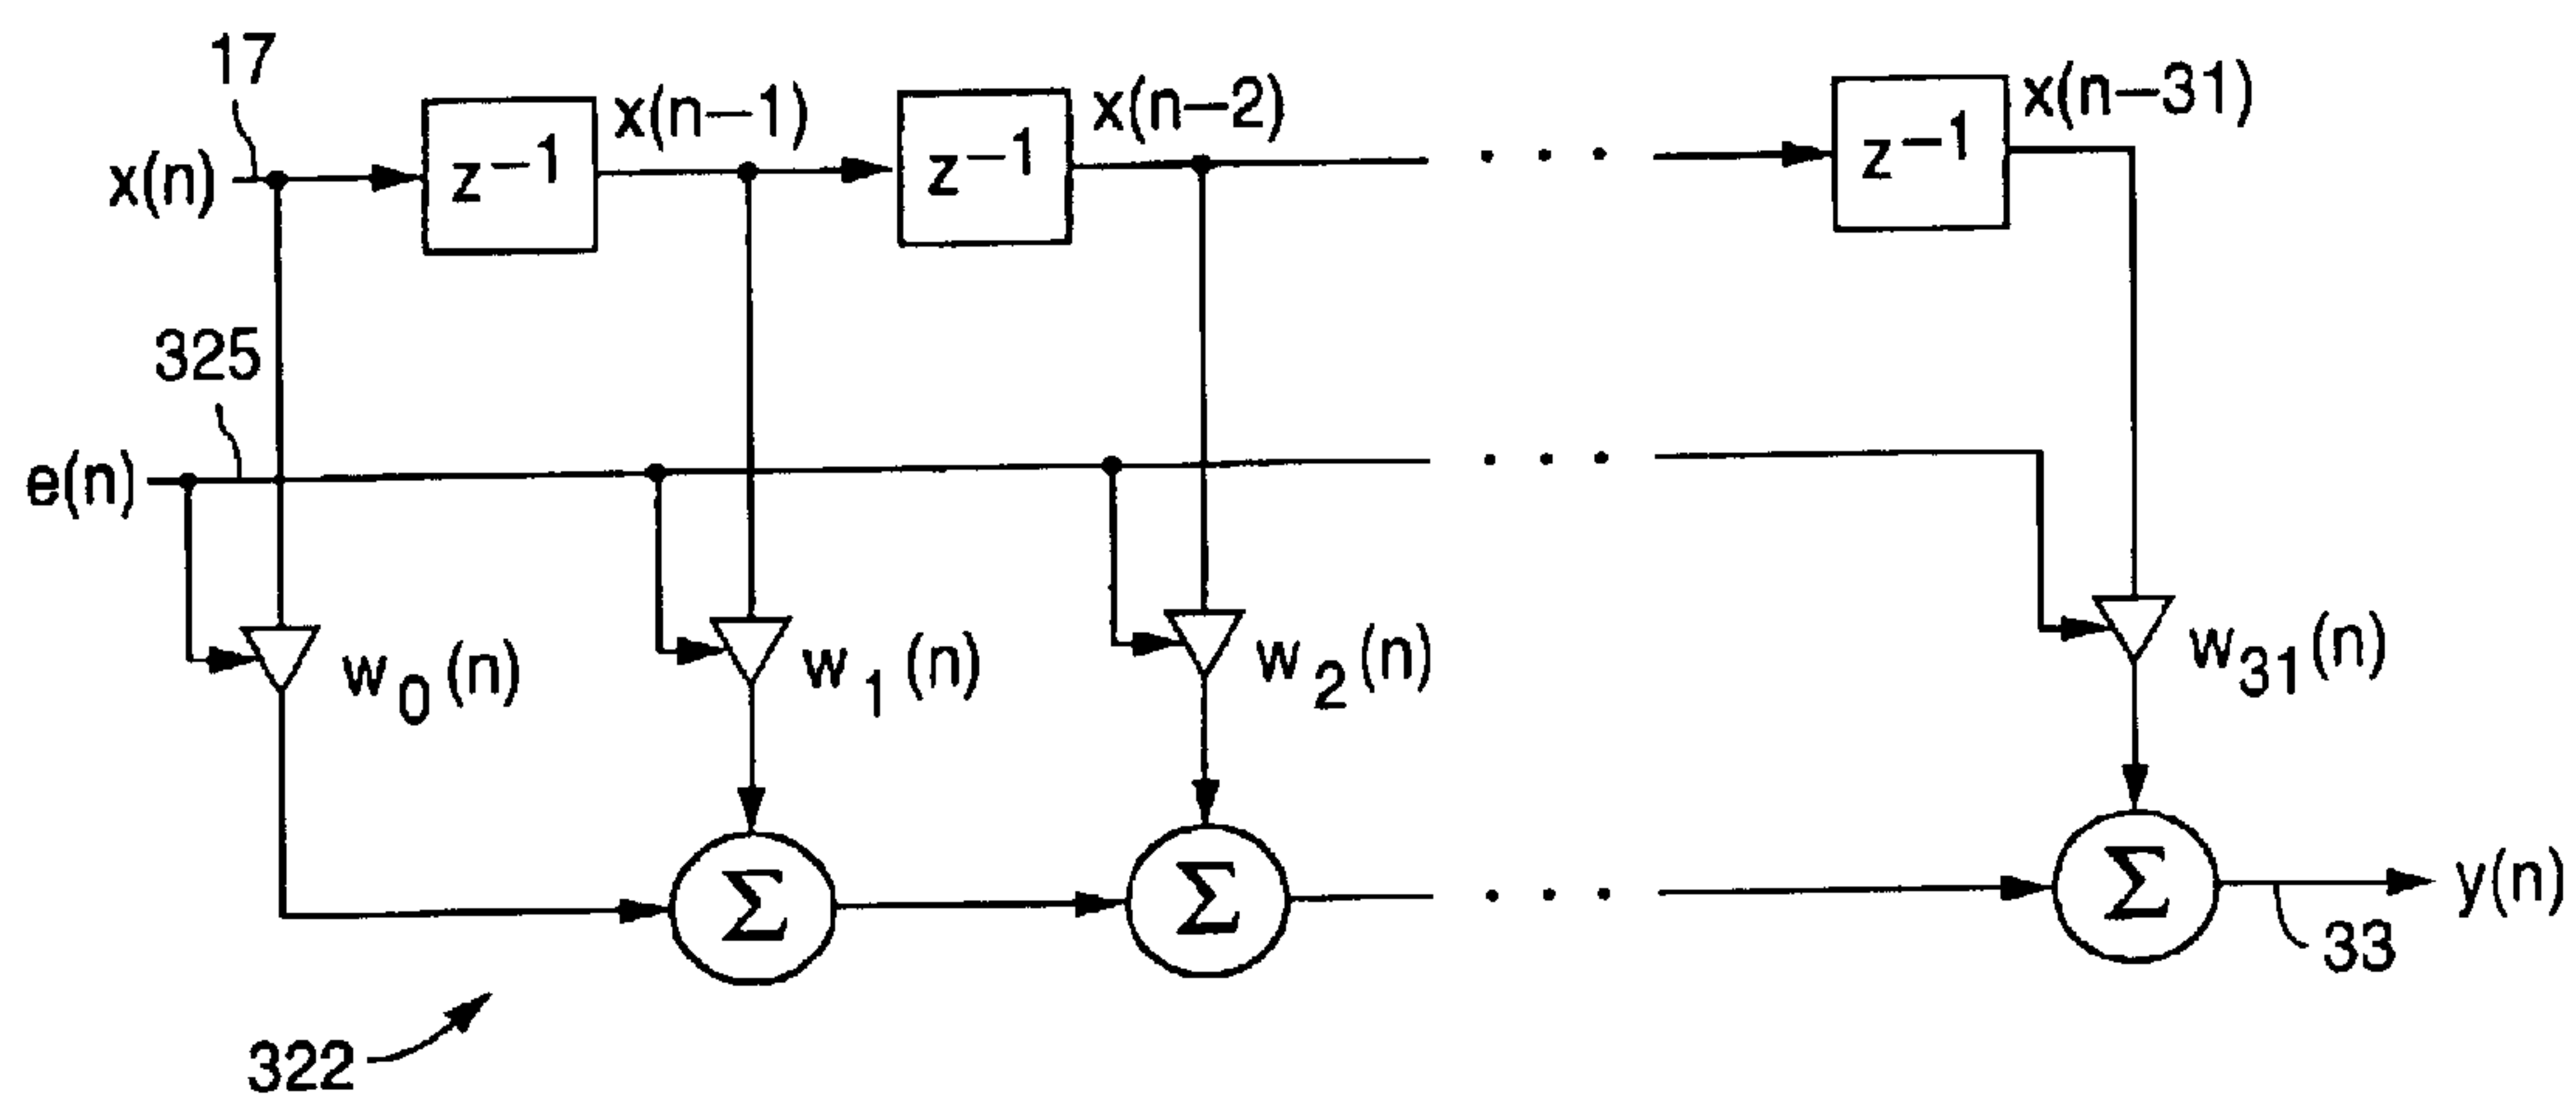 17
x(n)
z⁻¹
x(n−1)
z⁻¹
x(n−2)
. . .
z⁻¹
x(n−31)
325
e(n)
. . .
w₀(n)
w₁(n)
w₂(n)
w₃₁(n)
Σ
Σ
. . .
Σ
y(n)
33
322